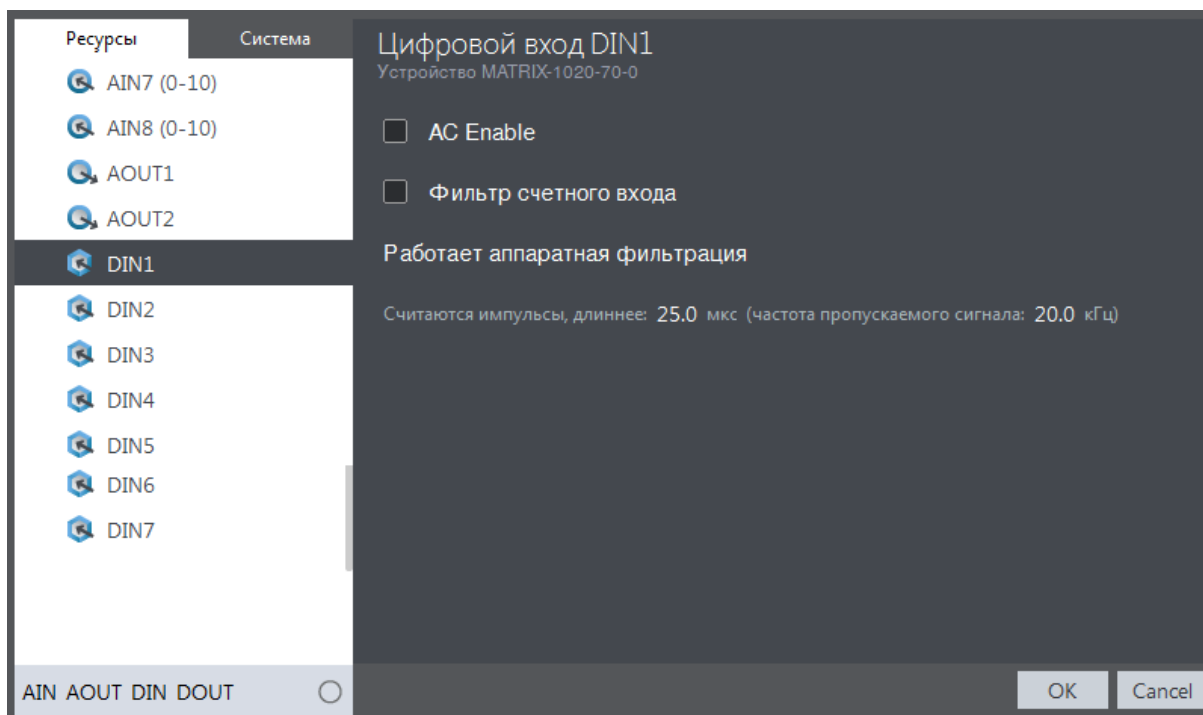 Ресурсы
Система
AIN7 (0-10)
AIN8 (0-10)
AOUT1
AOUT2
DIN1
DIN2
DIN3
DIN4
DIN5
DIN6
DIN7
AIN AOUT DIN DOUT
Цифровой вход DIN1
Устройство MATRIX-1020-70-0
AC Enable
Фильтр счетного входа
Работает аппаратная фильтрация
Считаются импульсы, длиннее: 25.0 мкс (частота пропускаемого сигнала: 20.0 кГц)
OK
Cancel